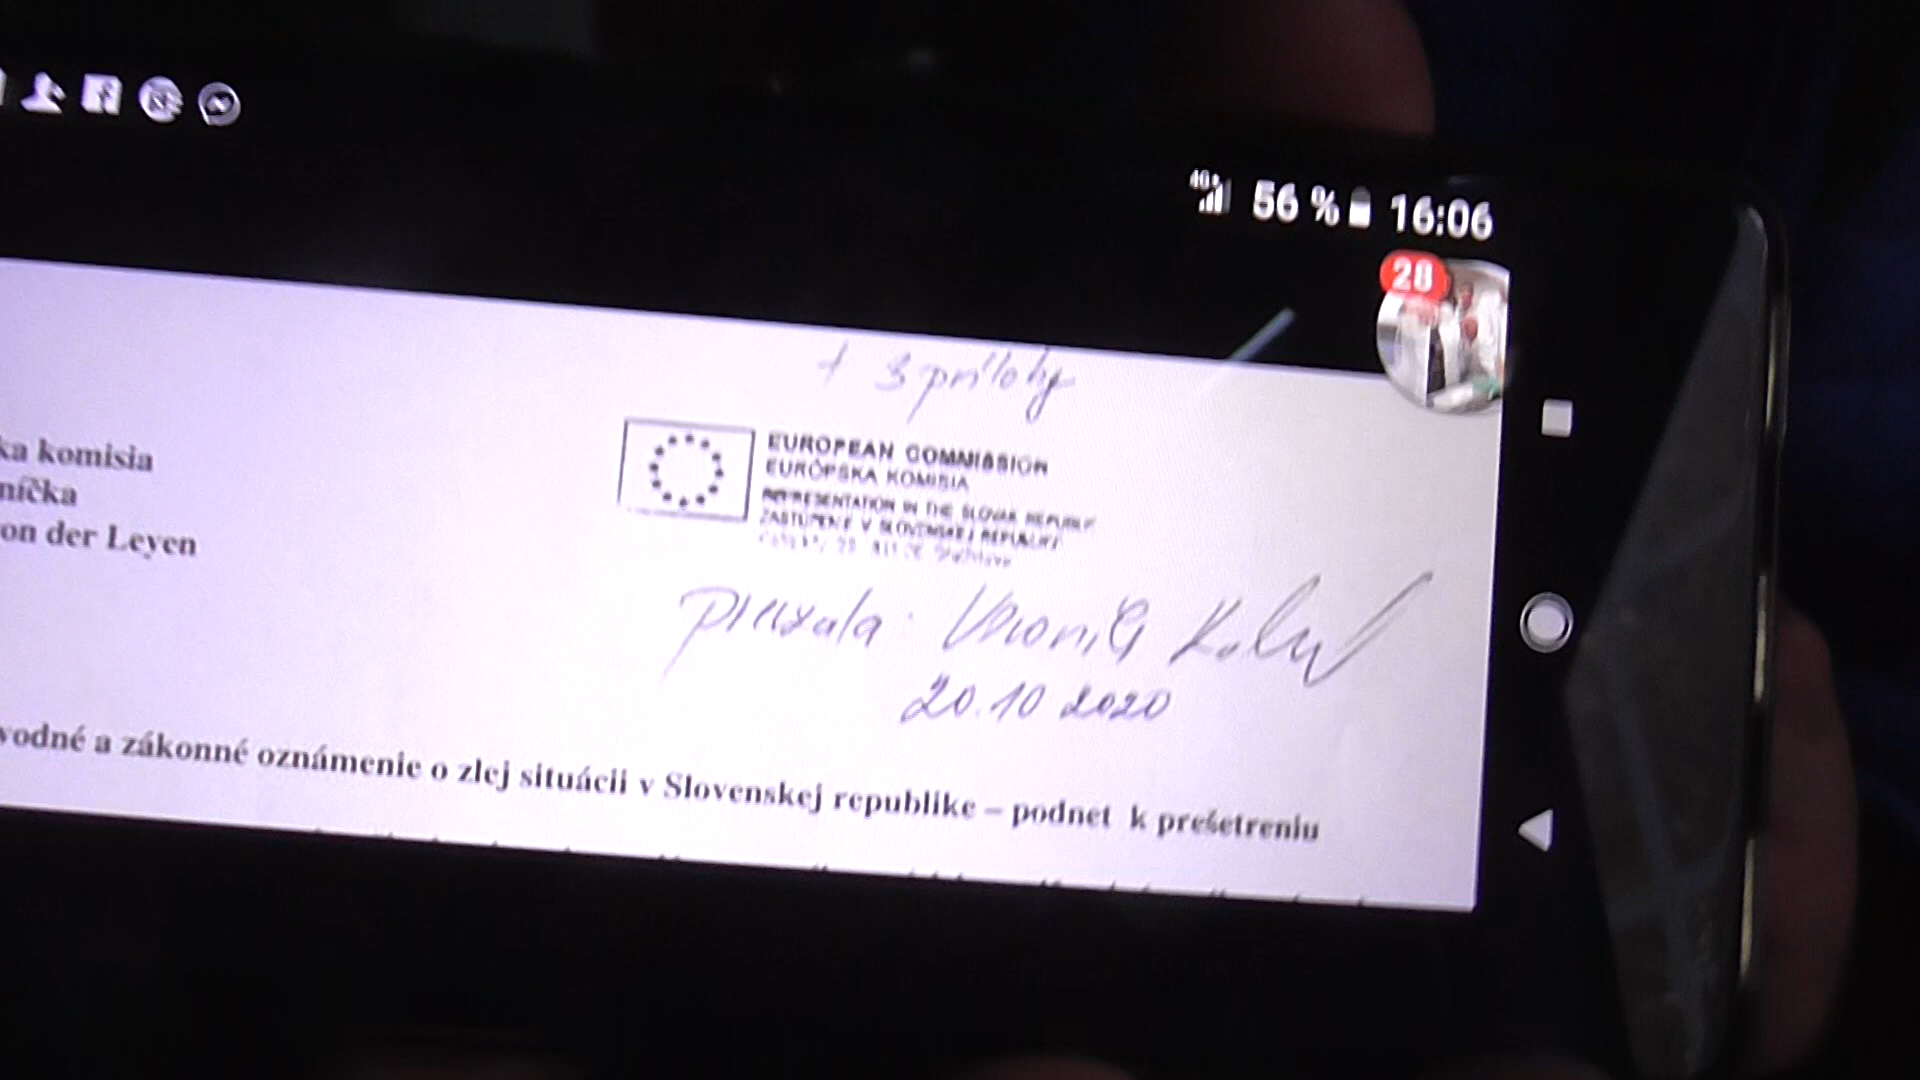 56 % 16:06
28
+ 3 prílohy
ka komisia
nička
on der Leyen
EUROPEAN COMMISSION
EURÓPSKA KOMISIA
REPRESENTATION IN THE SLOVAK REPUBLIC
ZASTÚPENIE V SLOVENSKEJ REPUBLIKE
20.10 2020
vodné a zákonné oznámenie o zlej situácii v Slovenskej republike – podnet k prešetreniu